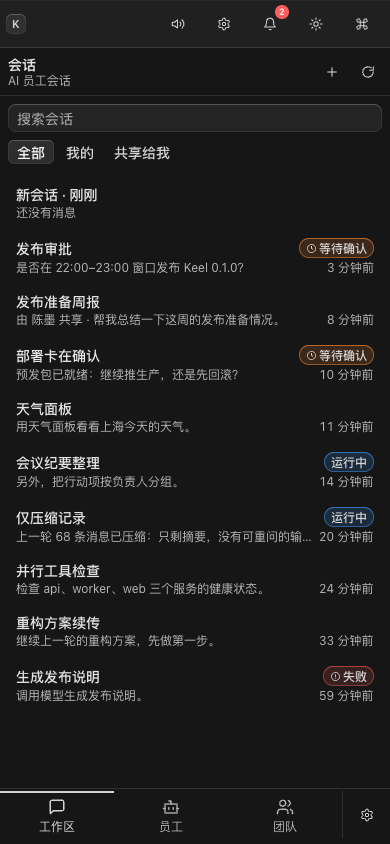 K
2
会话
AI 员工会话
搜索会话
全部 我的 共享给我
新会话 · 刚刚
还没有消息
发布审批 等待确认
是否在 22:00–23:00 窗口发布 Keel 0.1.0? 3 分钟前
发布准备周报
由 陈墨 共享 · 帮我总结一下这周的发布准备情况。 8 分钟前
部署卡在确认 等待确认
预发包已就绪：继续推生产，还是先回滚? 10 分钟前
天气面板
用天气面板看看上海今天的天气。 11 分钟前
会议纪要整理 运行中
另外，把行动项按负责人分组。 14 分钟前
仅压缩记录 运行中
上一轮 68 条消息已压缩：只剩摘要，没有可重问的输... 20 分钟前
并行工具检查
检查 api、worker、web 三个服务的健康状态。 24 分钟前
重构方案续传
继续上一轮的重构方案，先做第一步。 33 分钟前
生成发布说明 失败
调用模型生成发布说明。 59 分钟前
工作区 员工 团队